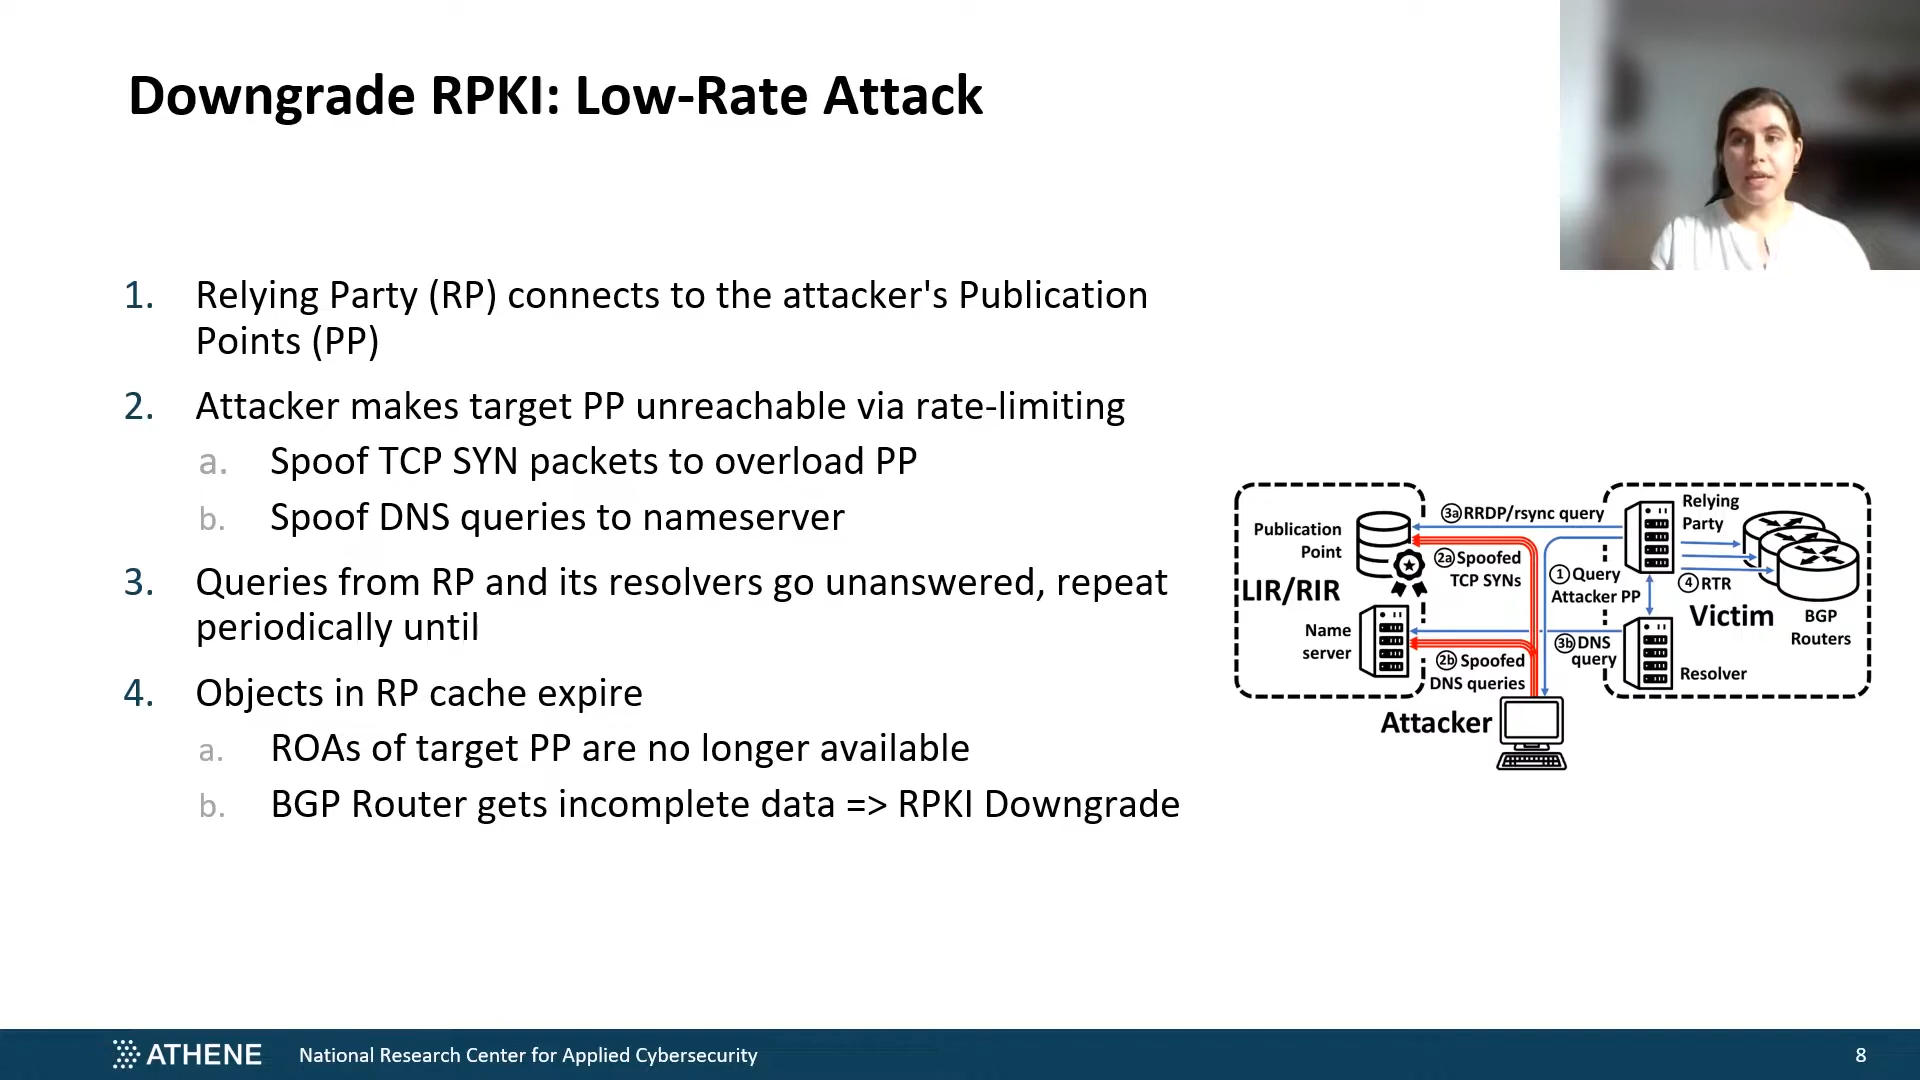 Downgrade RPKI: Low-Rate Attack
1. Relying Party (RP) connects to the attacker's Publication
Points (PP)
2. Attacker makes target PP unreachable via rate-limiting
a. Spoof TCP SYN packets to overload PP
b. Spoof DNS queries to nameserver
3. Queries from RP and its resolvers go unanswered, repeat
periodically until
4. Objects in RP cache expire
a. ROAs of target PP are no longer available
b. BGP Router gets incomplete data => RPKI Downgrade
Publication
Point
LIR/RIR
Name
server
3a RRDP/rsync query
2a Spoofed
TCP SYNs
1 Query
Attacker PP
3b DNS
query
2b Spoofed
DNS queries
Attacker
Relying
Party
4 RTR
Victim
BGP
Routers
Resolver
ATHENE
National Research Center for Applied Cybersecurity
8